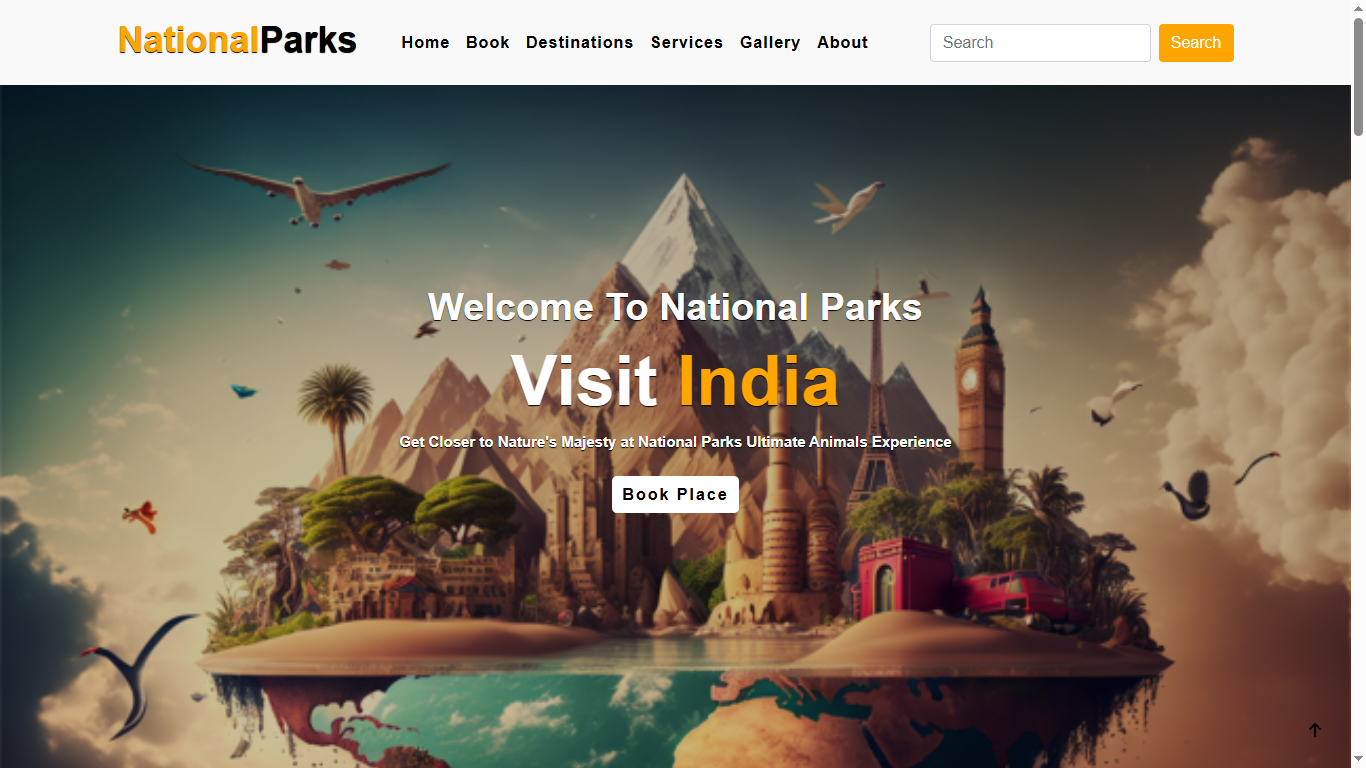 NationalParks
Home Book Destinations Services Gallery About
Search
Search
Welcome To National Parks
Visit India
Get Closer to Nature's Majesty at National Parks Ultimate Animals Experience
Book Place